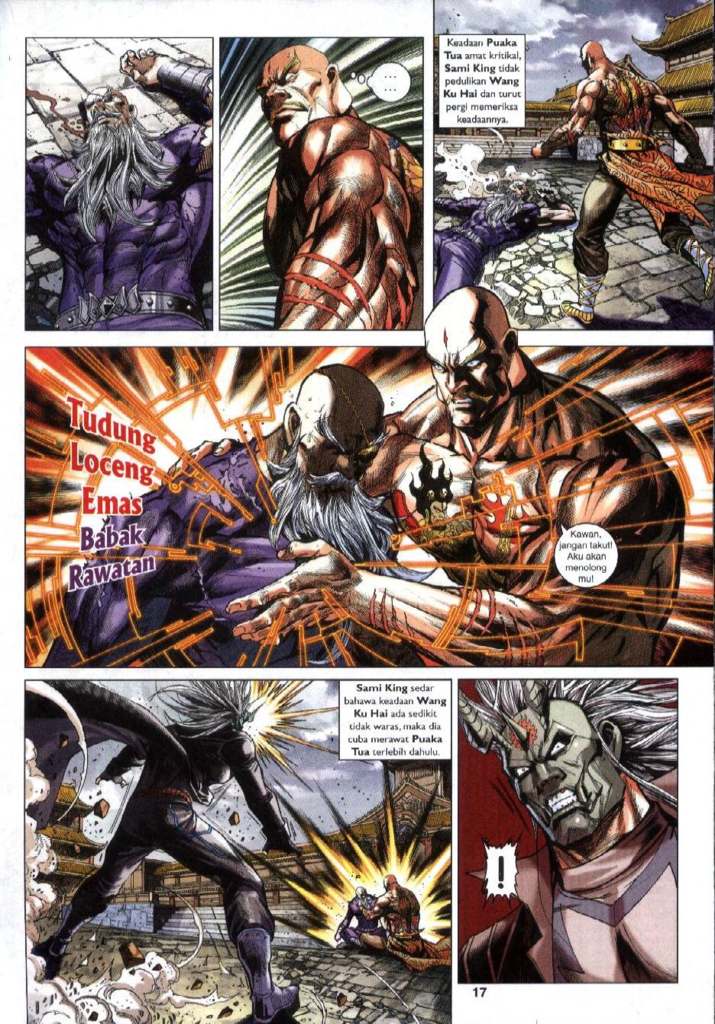 ...
...
Keadaan Puaka
Tua amat kritikal,
Sami King tidak
pedulikan Wang
Ku Hai dan turut
pergi memeriksa
keadaannya.
Tudung
Loceng
Emas
Babak
Rawatan
Kawan,
jangan takut!
Aku akan
menolong
mu!
Sami King sedar
bahawa keadaan Wang
Ku Hai ada sedikit
tidak waras, maka dia
cuba merawat Puaka
Tua terlebih dahulu.
!
17